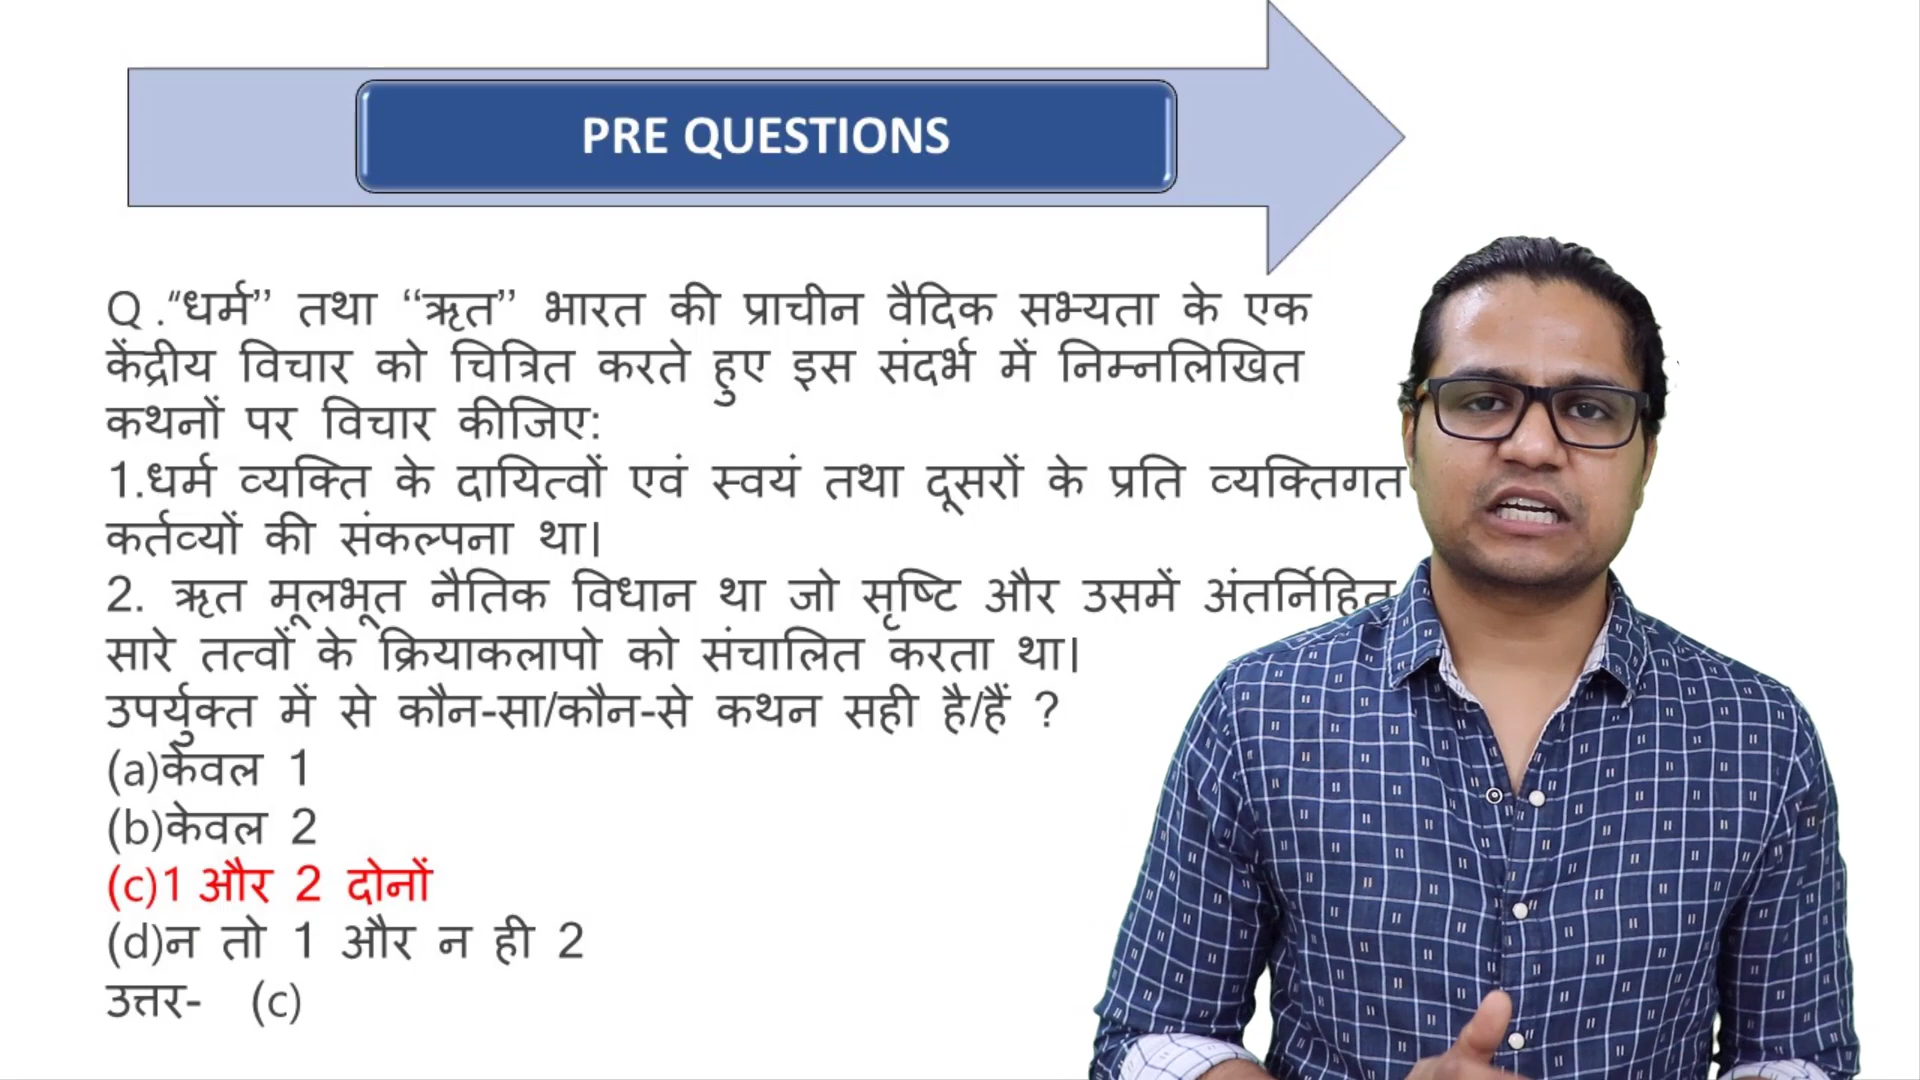 PRE QUESTIONS
Q .“धर्म’’ तथा ‘‘ऋत’’ भारत की प्राचीन वैदिक सभ्यता के एक
केंद्रीय विचार को चित्रित करते हुए इस संदर्भ में निम्नलिखित
कथनों पर विचार कीजिए:
1.धर्म व्यक्ति के दायित्वों एवं स्वयं तथा दूसरों के प्रति व्यक्तिगत
कर्तव्यों की संकल्पना था।
2. ऋत मूलभूत नैतिक विधान था जो सृष्टि और उसमें अंतर्निहित
सारे तत्वों के क्रियाकलापो को संचालित करता था।
उपर्युक्त में से कौन-सा/कौन-से कथन सही है/हैं ?
(a)केवल 1
(b)केवल 2
(c)1 और 2 दोनों
(d)न तो 1 और न ही 2
उत्तर- (c)